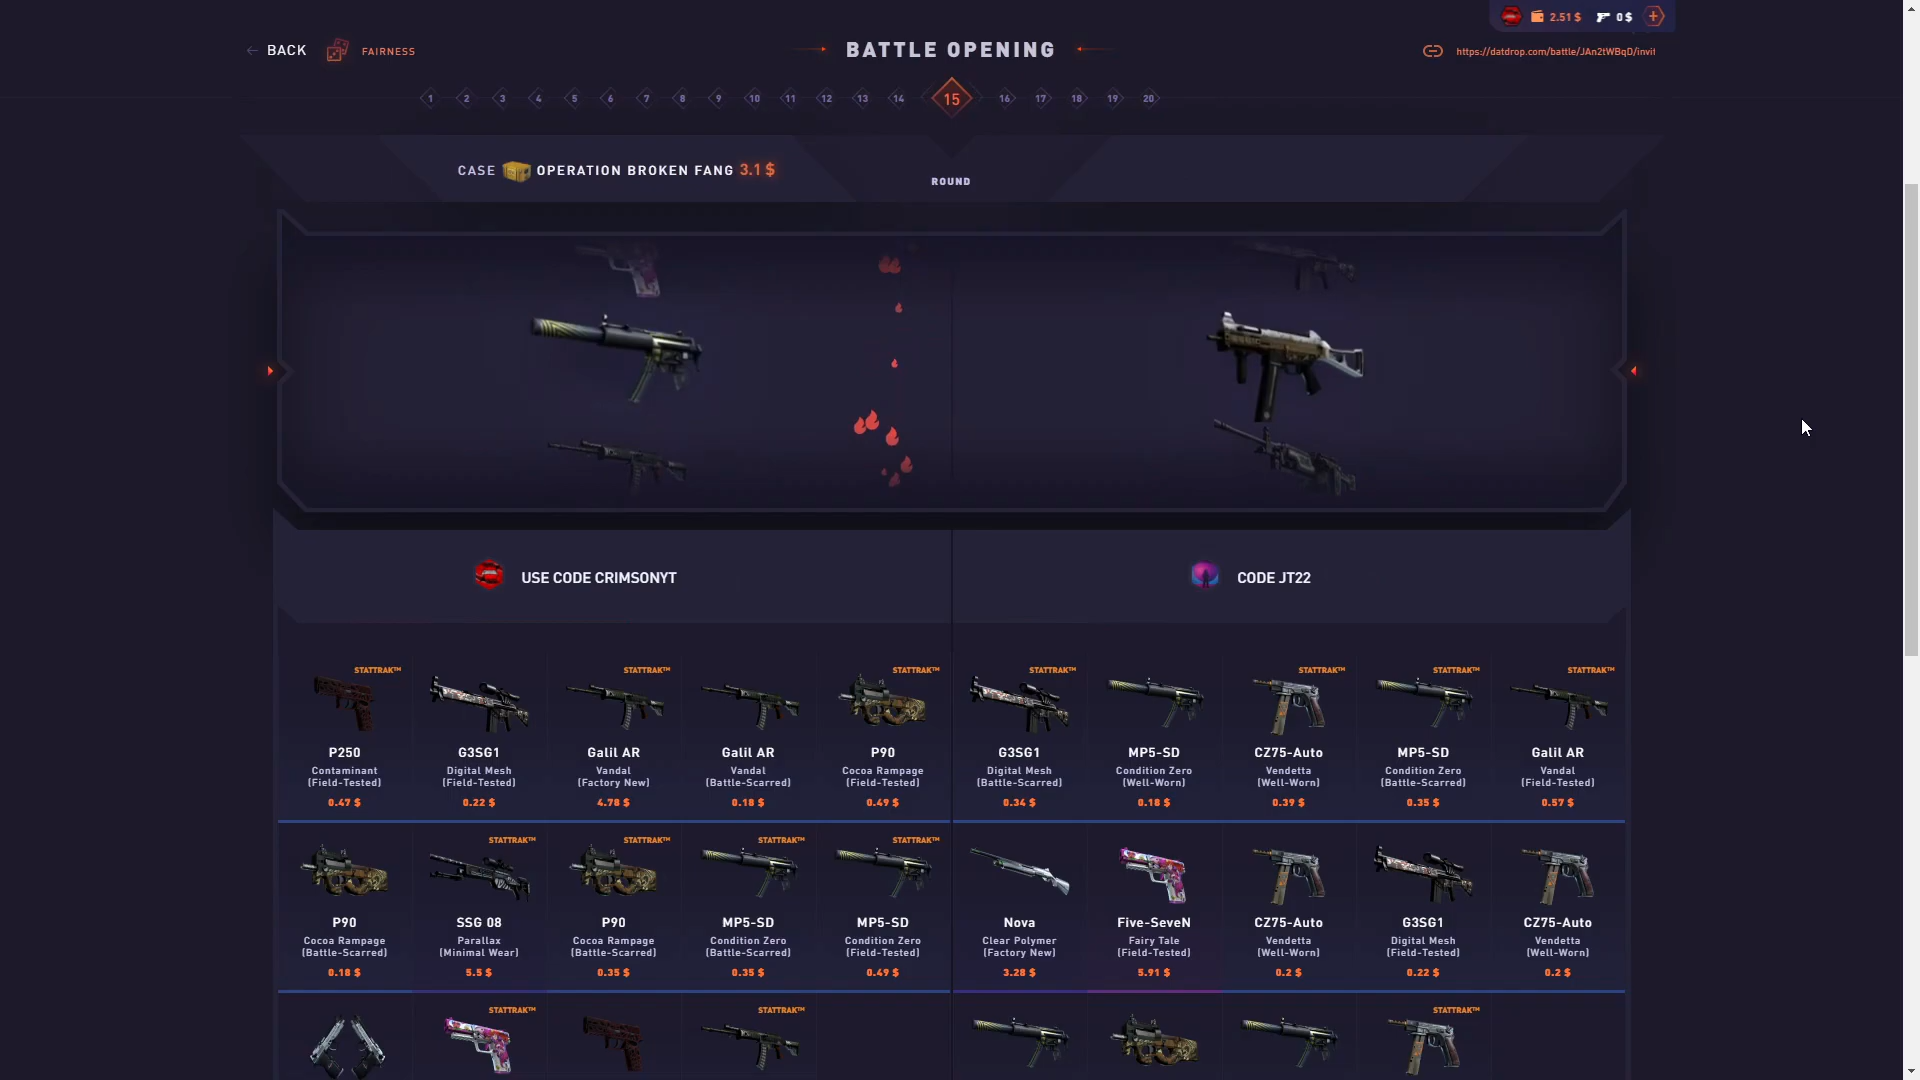 2.51 $
0 $
BACK
FAIRNESS
BATTLE OPENING
https://datdrop.com/battle/JAn2tWBqD/invit
1 2 3 4 5 6 7 8 9 10 11 12 13 14 15 16 17 18 19 20
CASE OPERATION BROKEN FANG 3.1 $
ROUND
USE CODE CRIMSONYT
CODE JT22
STATTRAK™ STATTRAK™ STATTRAK™ STATTRAK™ STATTRAK™ STATTRAK™ STATTRAK™
P250 G3SG1 Galil AR Galil AR P90 G3SG1 MP5-SD CZ75-Auto MP5-SD Galil AR
Contaminant Digital Mesh Vandal Vandal Cocoa Rampage Digital Mesh Condition Zero Vendetta Condition Zero Vandal
(Field-Tested) (Field-Tested) (Factory New) (Battle-Scarred) (Field-Tested) (Battle-Scarred) (Well-Worn) (Well-Worn) (Battle-Scarred) (Field-Tested)
0.47 $ 0.22 $ 4.78 $ 0.18 $ 0.49 $ 0.34 $ 0.18 $ 0.39 $ 0.35 $ 0.57 $
STATTRAK™ STATTRAK™ STATTRAK™ STATTRAK™
P90 SSG 08 P90 MP5-SD MP5-SD Nova Five-SeveN CZ75-Auto G3SG1 CZ75-Auto
Cocoa Rampage Parallax Cocoa Rampage Condition Zero Condition Zero Clear Polymer Fairy Tale Vendetta Digital Mesh Vendetta
(Battle-Scarred) (Minimal Wear) (Battle-Scarred) (Battle-Scarred) (Field-Tested) (Factory New) (Field-Tested) (Well-Worn) (Field-Tested) (Well-Worn)
0.18 $ 5.5 $ 0.35 $ 0.35 $ 0.49 $ 3.28 $ 5.91 $ 0.2 $ 0.22 $ 0.2 $
STATTRAK™ STATTRAK™ STATTRAK™